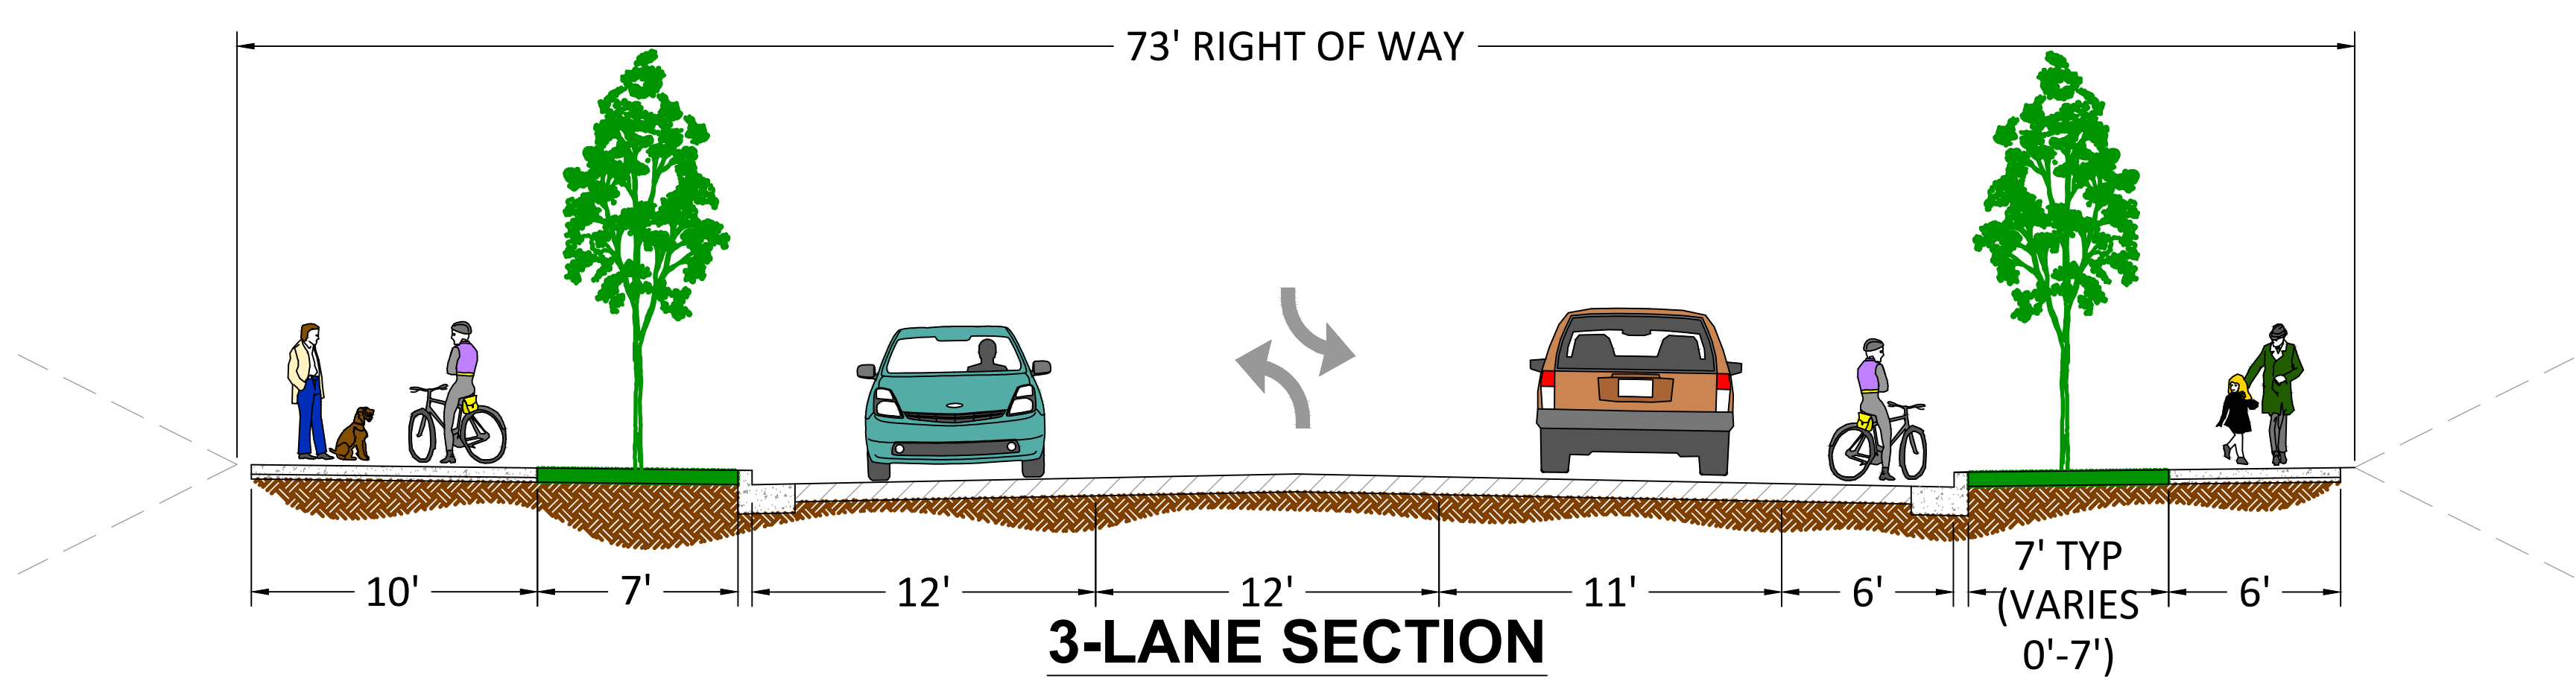 73' RIGHT OF WAY
10'
7'
12'
12'
11'
6'
7' TYP
(VARIES
0'-7')
6'
3-LANE SECTION